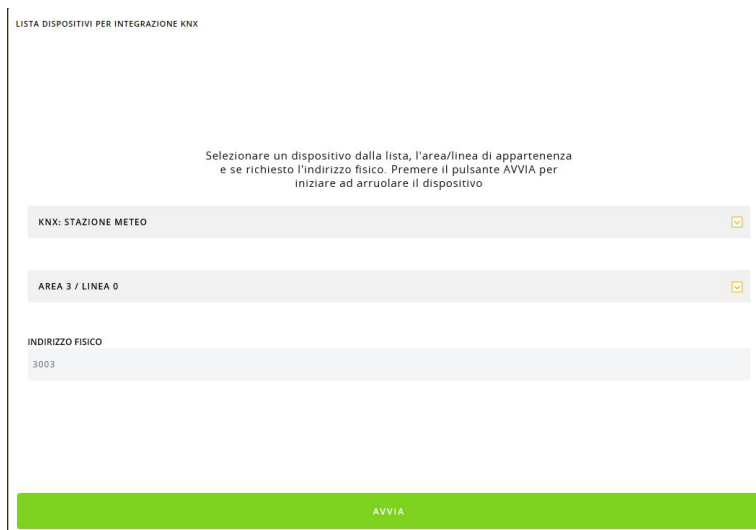 LISTA DISPOSITIVI PER INTEGRAZIONE KNX
Selezionare un dispositivo dalla lista, l'area/linea di appartenenza
e se richiesto l'indirizzo fisico. Premere il pulsante AVVIA per
iniziare ad arruolare il dispositivo
KNX: STAZIONE METEO
AREA 3 / LINEA 0
INDIRIZZO FISICO
3003
AVVIA